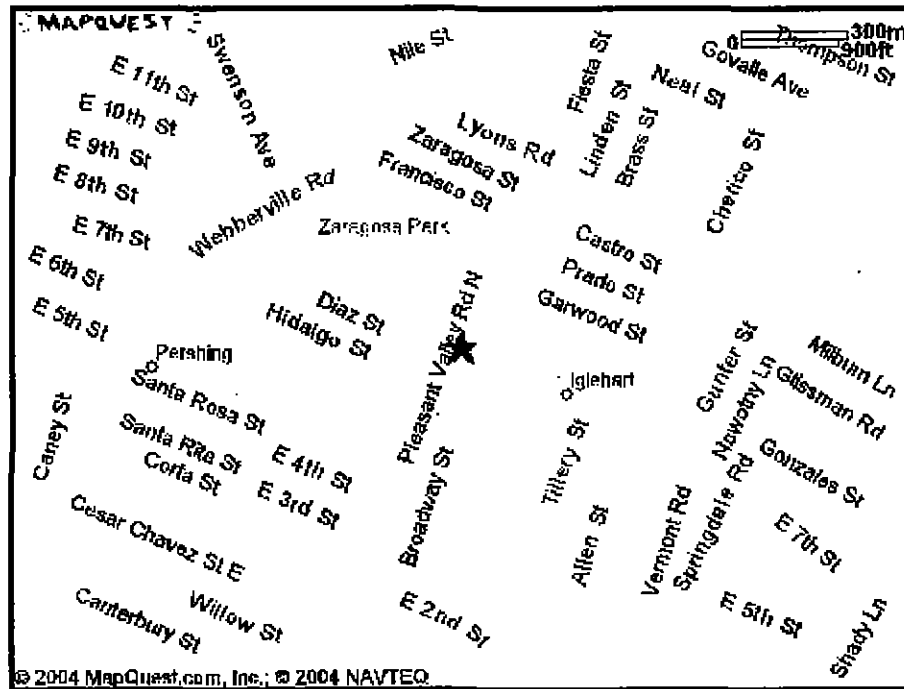 MAPQUEST
300m
0
900ft
Thompson St
Swenson Ave
Nile St
Fiesta St
Govalle Ave
Neal St
E 11th St
E 10th St
E 9th St
E 8th St
E 7th St
E 6th St
E 5th St
Lyons Rd
Zaragosa St
Francisco St
Linden St
Brass St
Chetico St
Webberville Rd
Zaragosa Park
Castro St
Prado St
Garwood St
Diaz St
Hidalgo St
Pleasant Valley Rd N
Pershing
Iglehart
Gunter St
Milburn Ln
Glissman Rd
Nowotny Ln
Santa Rosa St
Santa Rita St
Corta St
E 4th St
E 3rd St
Caney St
Broadway St
Tillery St
Gonzales St
Springdale Rd
Vermont Rd
Allen St
E 7th St
Cesar Chavez St E
Willow St
Canterbury St
E 2nd St
E 5th St
Shady Ln
© 2004 MapQuest.com, Inc.; © 2004 NAVTEQ